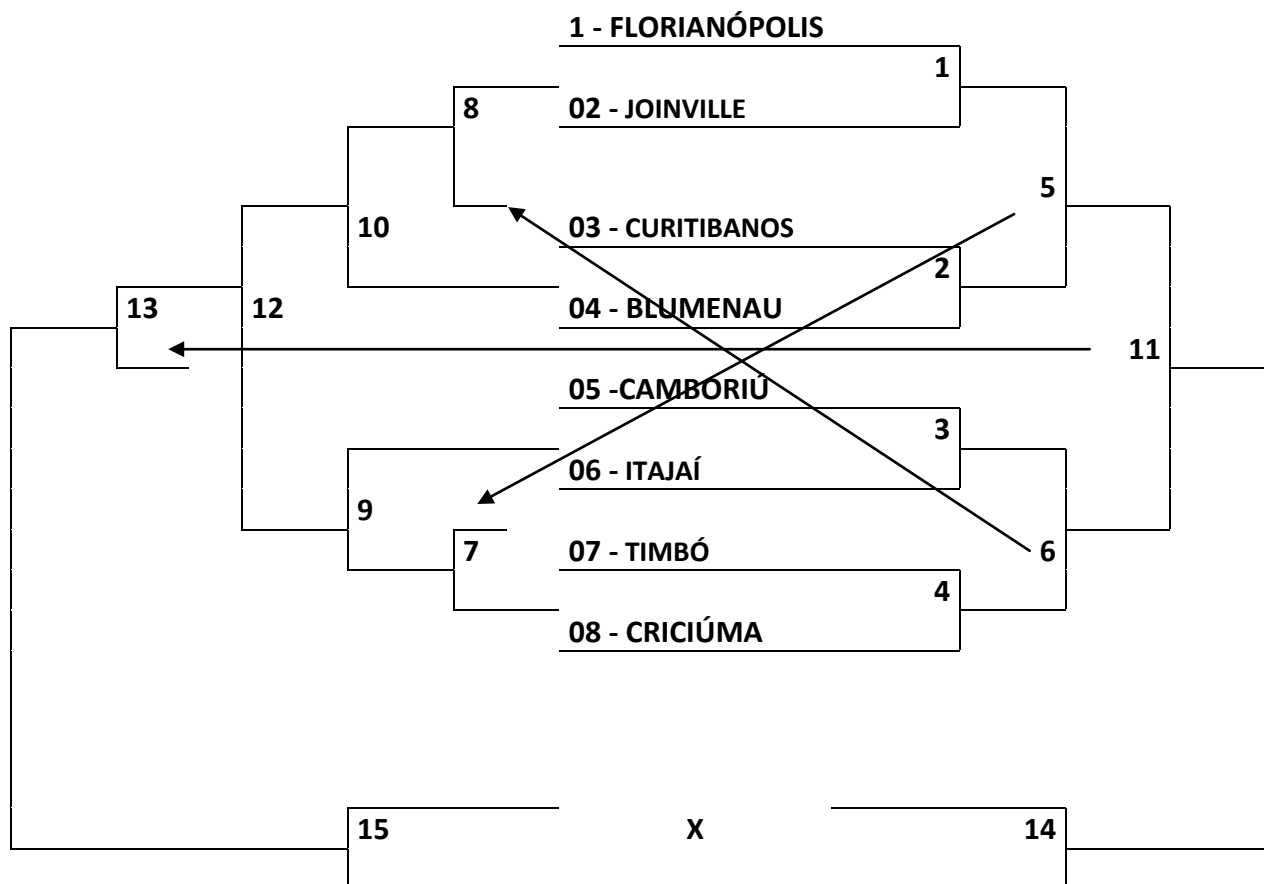 1 - FLORIANÓPOLIS
1
8
02 - JOINVILLE
5
10
03 - CURITIBANOS
2
13
12
04 - BLUMENAU
11
05 -CAMBORIÚ
3
06 - ITAJAÍ
9
7
07 - TIMBÓ
6
4
08 - CRICIÚMA
15
X
14